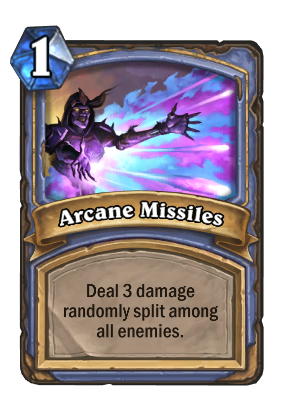 1
Arcane Missiles
Deal 3 damage
randomly split among
all enemies.